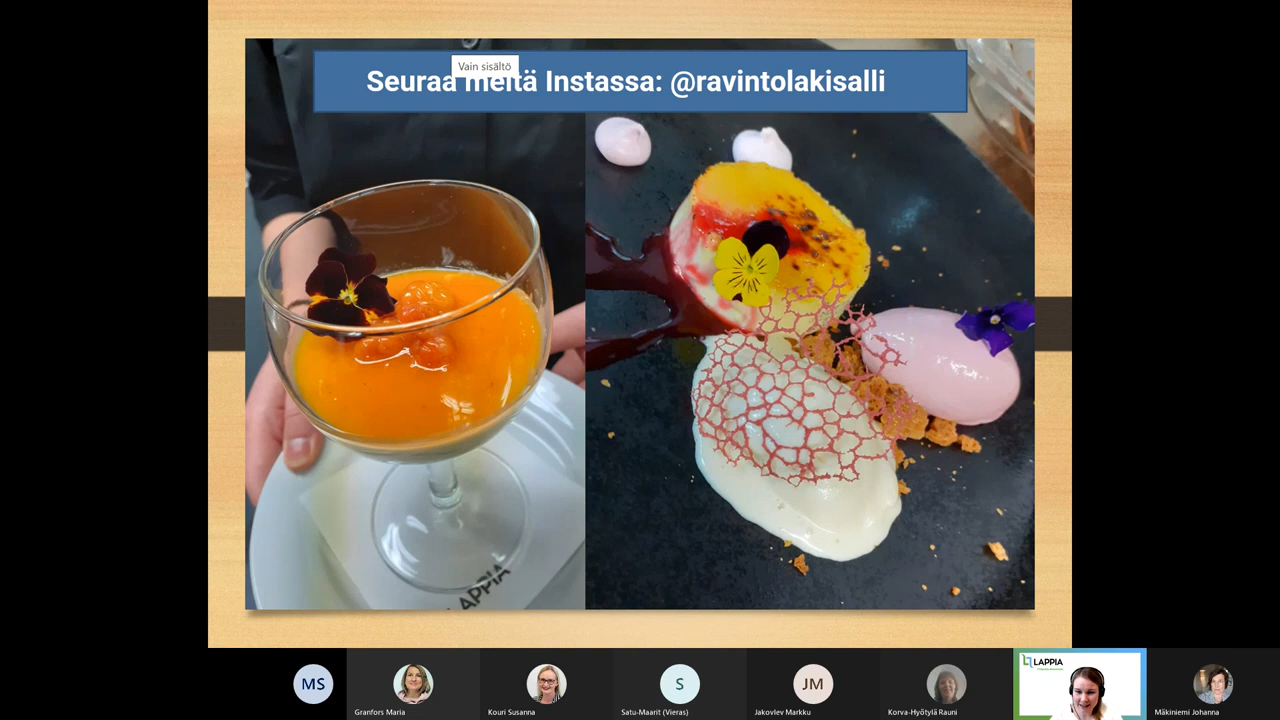 Vain sisältö
Seuraa meitä Instassa: @ravintolakisalli
LAPPIA
MS
S
JM
LAPPIA
Granfors Maria
Kouri Susanna
Satu-Maarit (Vieras)
Jakovlev Markku
Korva-Hyötylä Rauni
Mäkiniemi Johanna